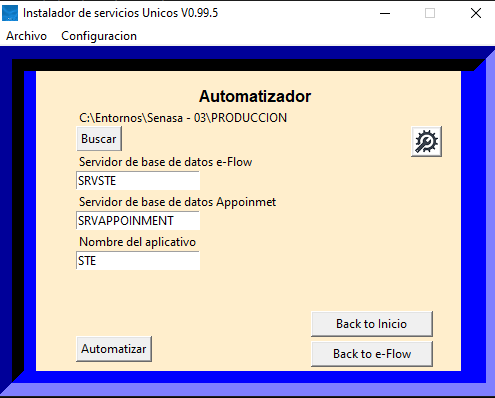 Instalador de servicios Unicos V0.99.5
Archivo Configuracion
Automatizador
C:\Entornos\Senasa - 03\PRODUCCION
Buscar
Servidor de base de datos e-Flow
SRVSTE
Servidor de base de datos Appoinmet
SRVAPPOINMENT
Nombre del aplicativo
STE
Back to Inicio
Automatizar
Back to e-Flow